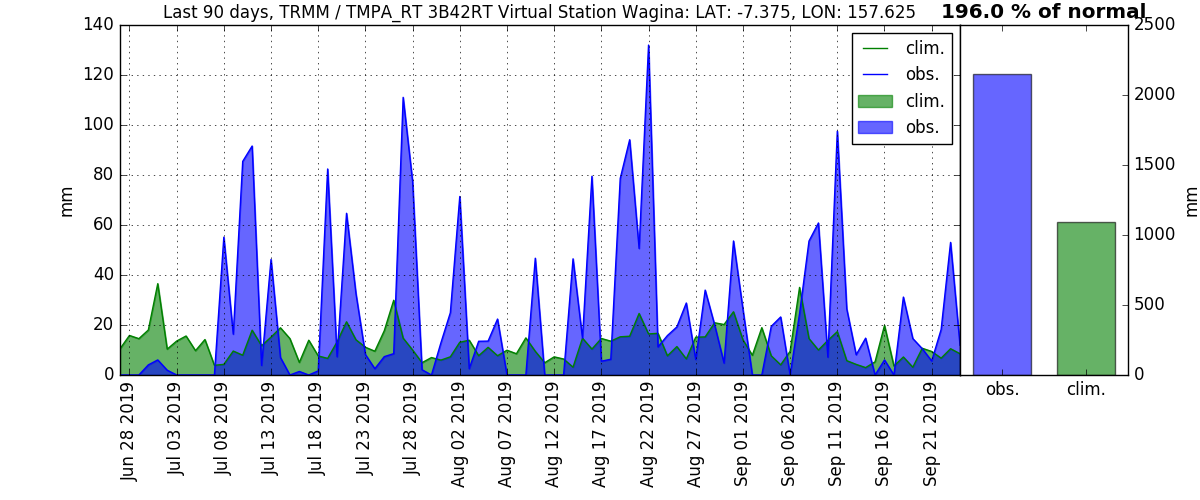 Last 90 days, TRMM / TMPA_RT 3B42RT Virtual Station Wagina: LAT: -7.375, LON: 157.625
196.0 % of normal
140
120
100
80
60
40
20
0
mm
clim.
obs.
clim.
obs.
2500
2000
1500
1000
500
0
mm
Jun 28 2019
Jul 03 2019
Jul 08 2019
Jul 13 2019
Jul 18 2019
Jul 23 2019
Jul 28 2019
Aug 02 2019
Aug 07 2019
Aug 12 2019
Aug 17 2019
Aug 22 2019
Aug 27 2019
Sep 01 2019
Sep 06 2019
Sep 11 2019
Sep 16 2019
Sep 21 2019
obs.
clim.